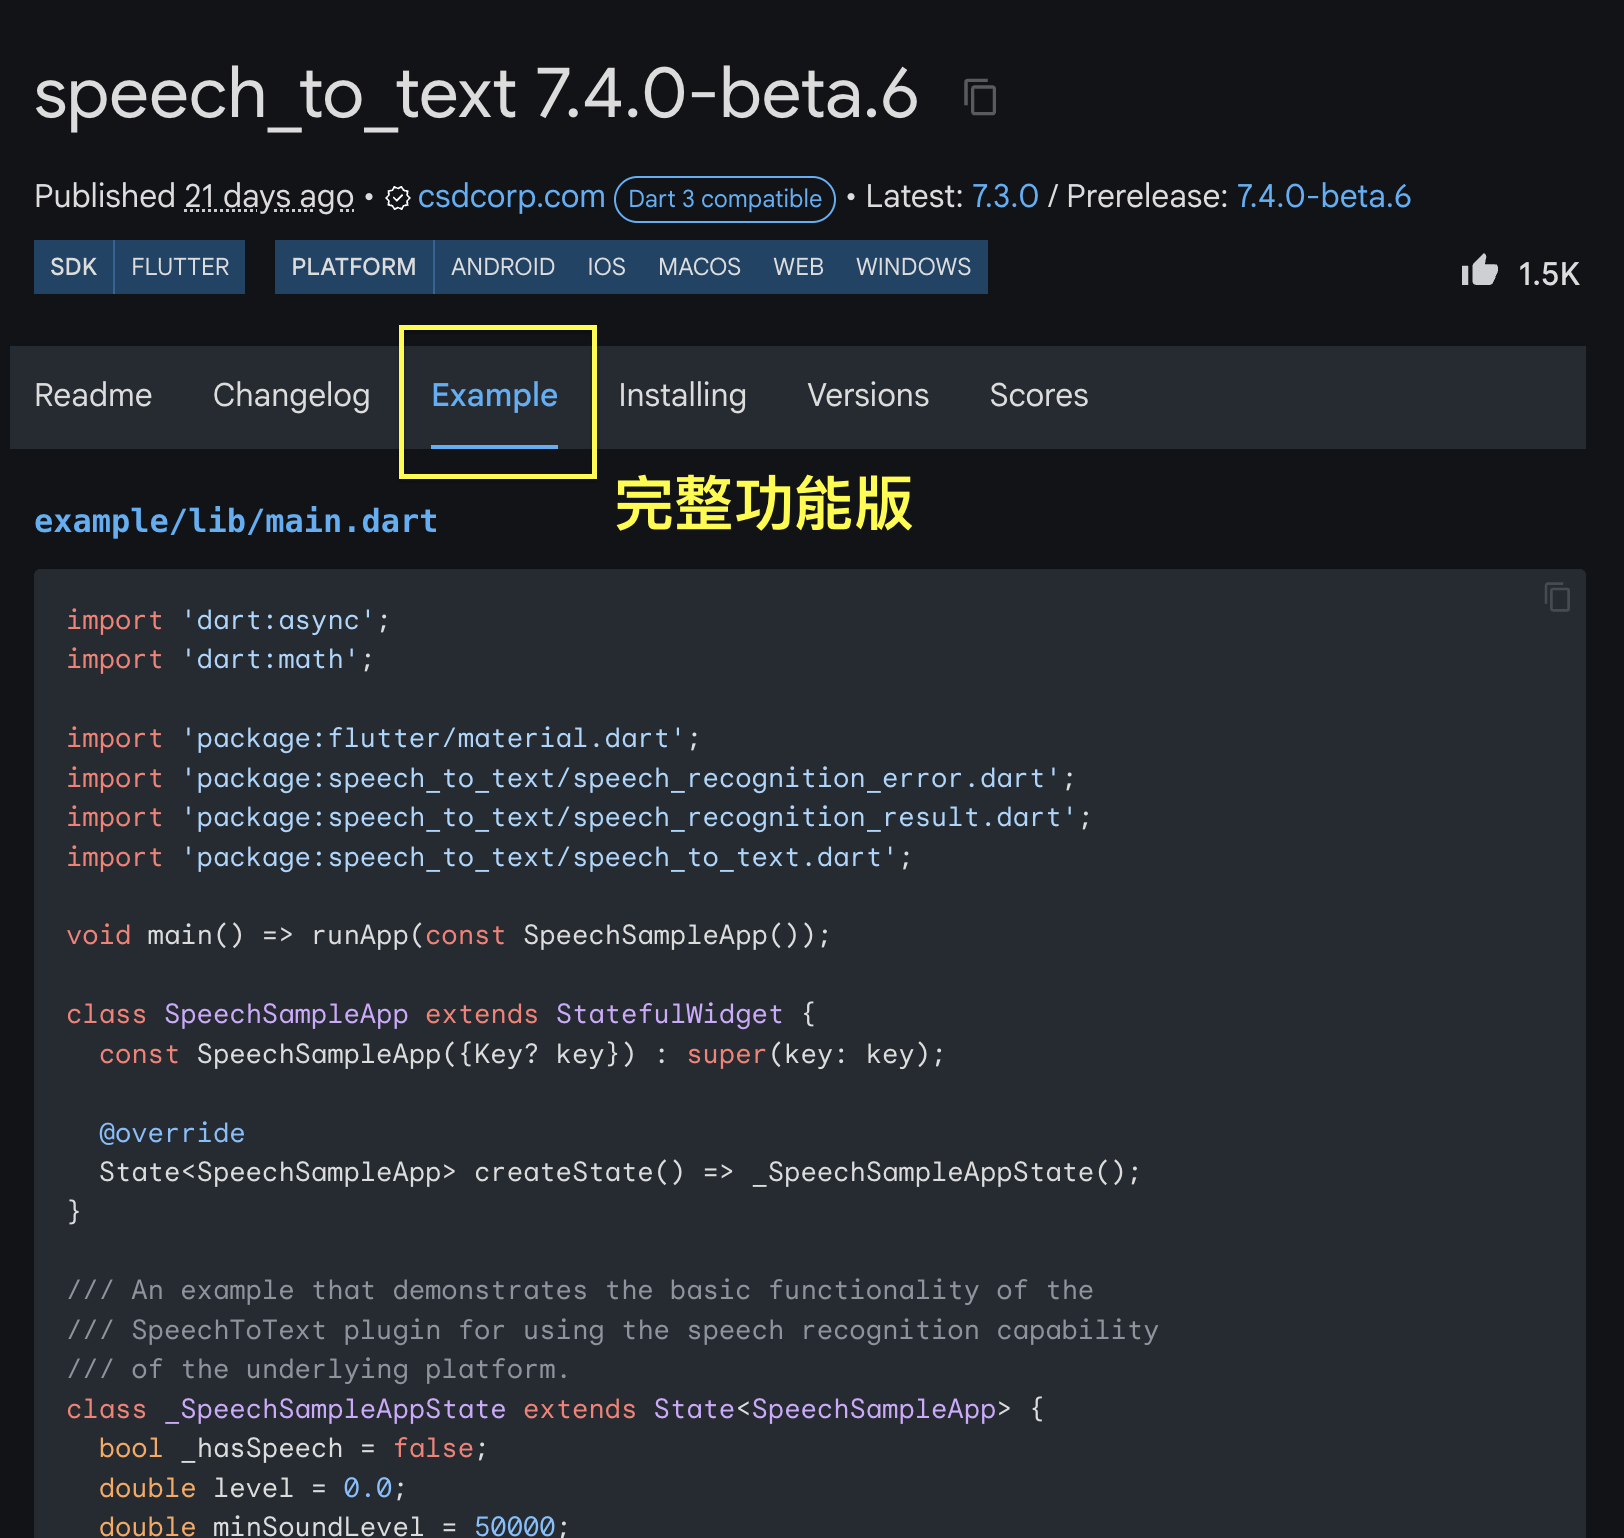 speech_to_text 7.4.0-beta.6
Published 21 days ago • csdcorp.com Dart 3 compatible • Latest: 7.3.0 / Prerelease: 7.4.0-beta.6
SDK FLUTTER PLATFORM ANDROID IOS MACOS WEB WINDOWS 1.5K
Readme Changelog Example Installing Versions Scores
完整功能版
example/lib/main.dart
import 'dart:async';
import 'dart:math';
import 'package:flutter/material.dart';
import 'package:speech_to_text/speech_recognition_error.dart';
import 'package:speech_to_text/speech_recognition_result.dart';
import 'package:speech_to_text/speech_to_text.dart';
void main() => runApp(const SpeechSampleApp());
class SpeechSampleApp extends StatefulWidget {
  const SpeechSampleApp({Key? key}) : super(key: key);
  @override
  State<SpeechSampleApp> createState() => _SpeechSampleAppState();
}
/// An example that demonstrates the basic functionality of the
/// SpeechToText plugin for using the speech recognition capability
/// of the underlying platform.
class _SpeechSampleAppState extends State<SpeechSampleApp> {
  bool _hasSpeech = false;
  double level = 0.0;
  double minSoundLevel = 50000;